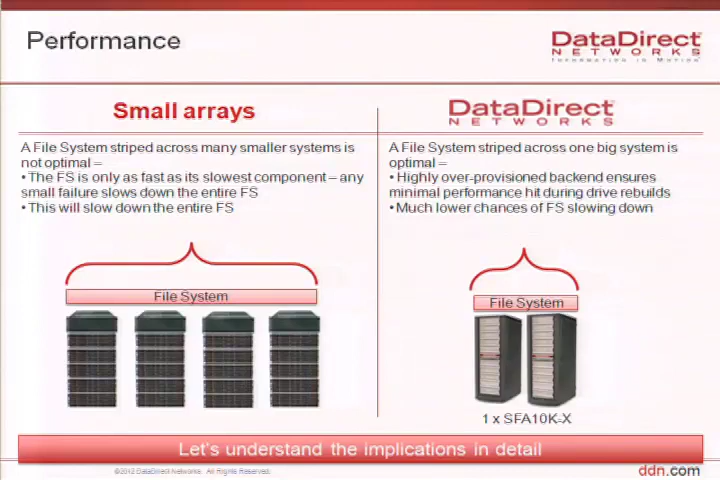 Performance
DataDirect
NETWORKS
INFORMATION IN MOTION
Small arrays
A File System striped across many smaller systems is
not optimal =
• The FS is only as fast as its slowest component – any
small failure slows down the entire FS
• This will slow down the entire FS
File System
DataDirect
NETWORKS
A File System striped across one big system is
optimal =
• Highly over-provisioned backend ensures
minimal performance hit during drive rebuilds
• Much lower chances of FS slowing down
File System
1 x SFA10K-X
Let's understand the implications in detail
©2012 DataDirect Networks. All Rights Reserved.
ddn.com